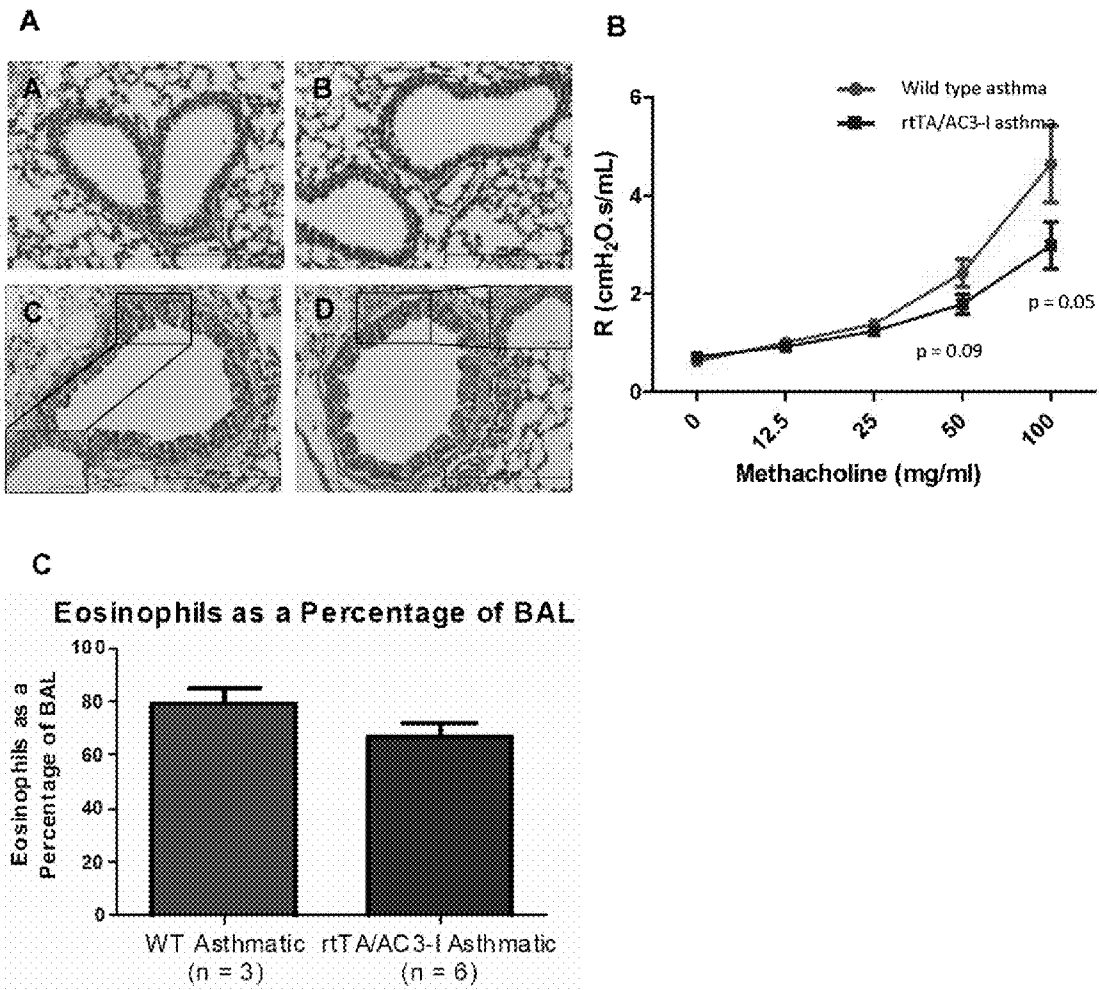 A
A
B
C
D
B
Wild type asthma
rtTA/AC3-I asthma
6
4
2
0
R (cmH2O.s/mL)
p = 0.05
p = 0.09
0
12.5
25
50
100
Methacholine (mg/ml)
C
Eosinophils as a Percentage of BAL
Eosinophils as a
Percentage of BAL
100
80
60
40
20
0
WT Asthmatic
(n = 3)
rtTA/AC3-I Asthmatic
(n = 6)